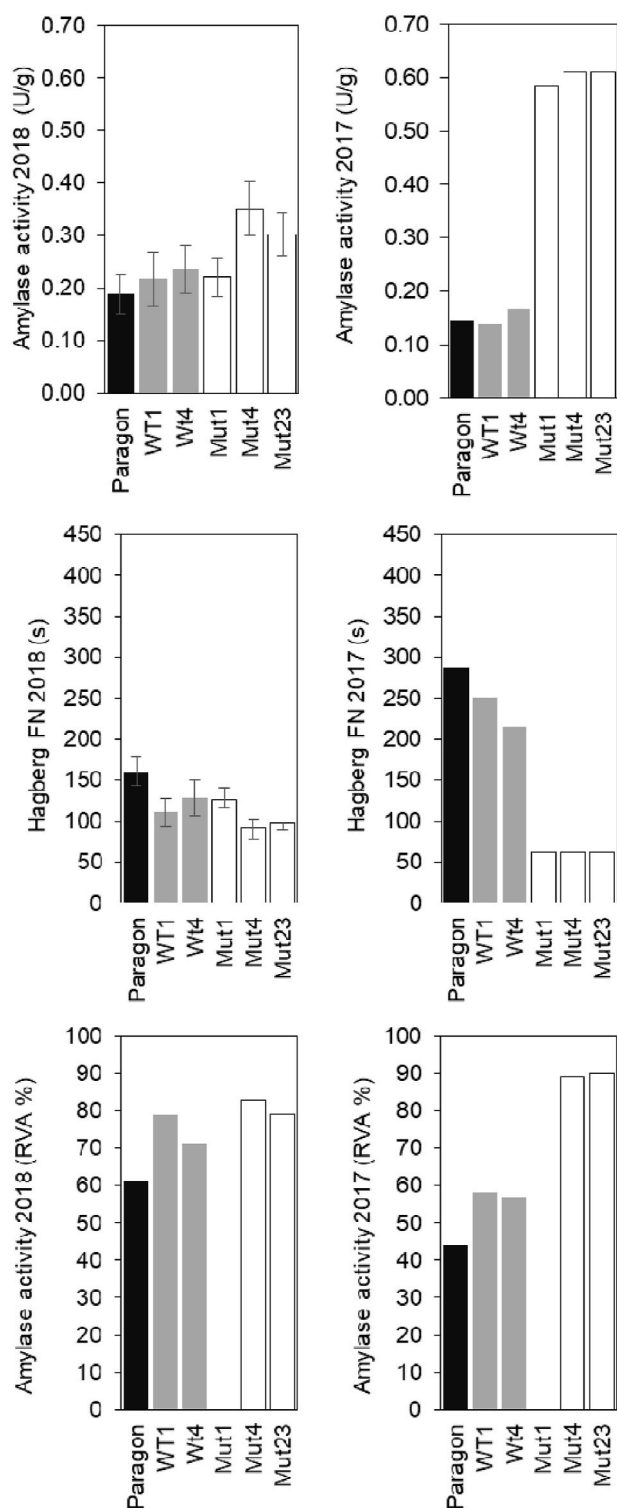 Amylase activity 2018 (U/g)
0.70
0.60
0.50
0.40
0.30
0.20
0.10
0.00
Paragon
WT1
Wt4
Mut1
Mut4
Mut23
Amylase activity 2017 (U/g)
0.70
0.60
0.50
0.40
0.30
0.20
0.10
0.00
Paragon
WT1
Wt4
Mut1
Mut4
Mut23
Hagberg FN 2018 (s)
450
400
350
300
250
200
150
100
50
0
Paragon
WT1
Wt4
Mut1
Mut4
Mut23
Hagberg FN 2017 (s)
450
400
350
300
250
200
150
100
50
0
Paragon
WT1
Wt4
Mut1
Mut4
Mut23
Amylase activity 2018 (RVA %)
100
90
80
70
60
50
40
30
20
10
0
Paragon
WT1
Wt4
Mut1
Mut4
Mut23
Amylase activity 2017 (RVA %)
100
90
80
70
60
50
40
30
20
10
0
Paragon
WT1
Wt4
Mut1
Mut4
Mut23